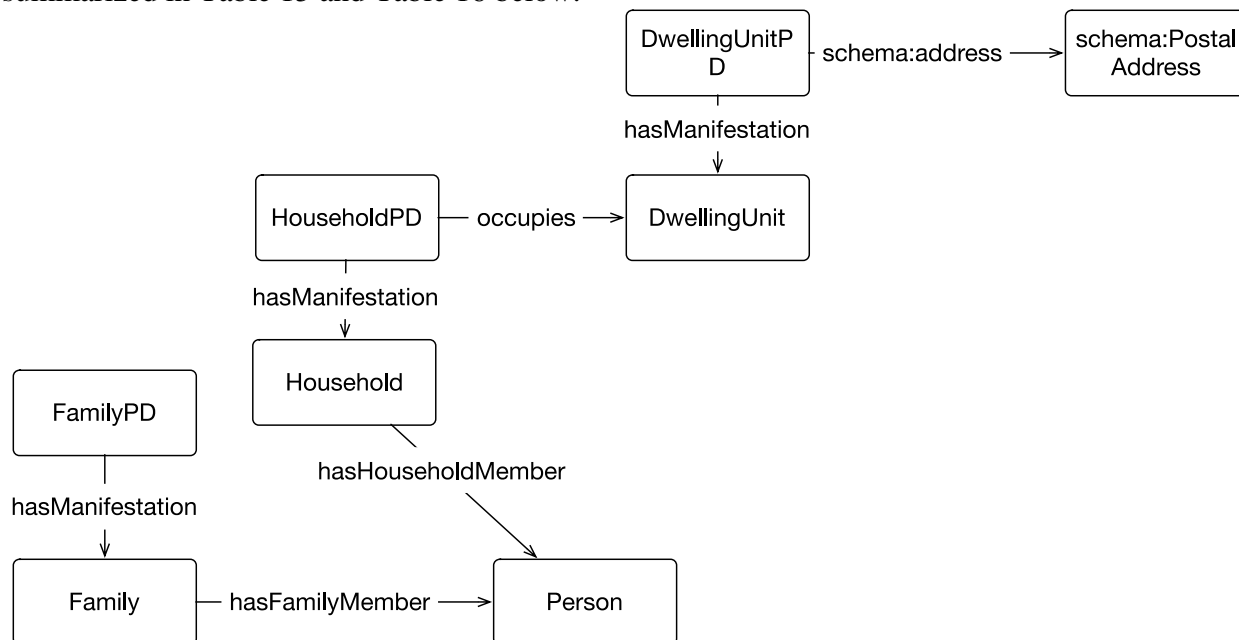 summarized in Table 15 and Table 16 below.
DwellingUnitP
D
schema:address
schema:Postal
Address
hasManifestation
HouseholdPD
occupies
DwellingUnit
hasManifestation
Household
FamilyPD
hasHouseholdMember
hasManifestation
Family
hasFamilyMember
Person